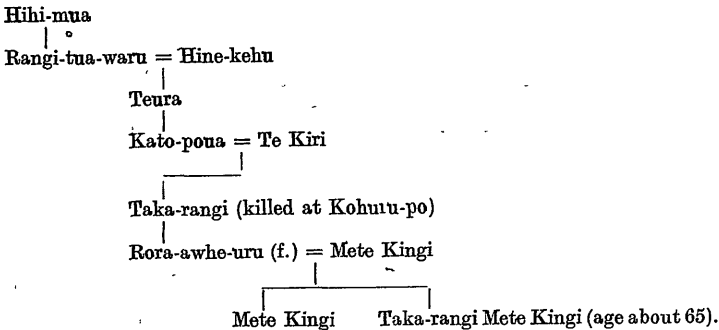 Hihi-mua
Rangi-tua-waru = Hine-kehu
Teura
Kato-poua = Te Kiri
Taka-rangi (killed at Kohuru-po)
Rora-awhe-uru (f.) = Mete Kingi
Mete Kingi Taka-rangi Mete Kingi (age about 65).